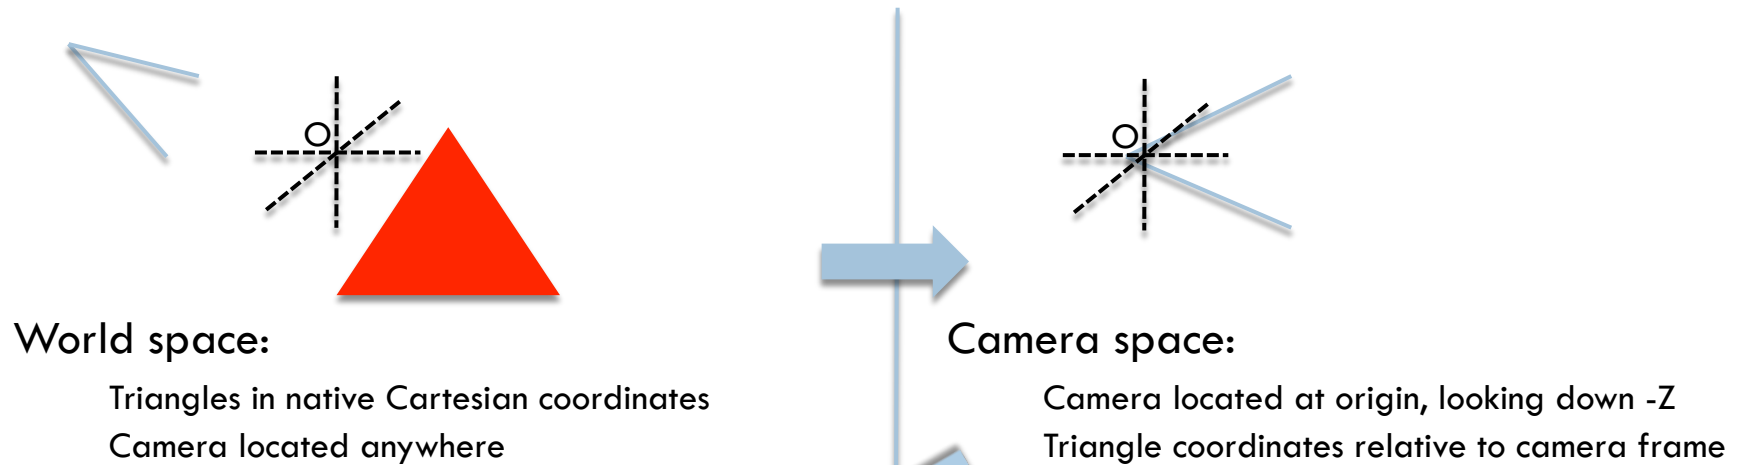 O
World space:
Triangles in native Cartesian coordinates
Camera located anywhere
O
Camera space:
Camera located at origin, looking down -Z
Triangle coordinates relative to camera frame